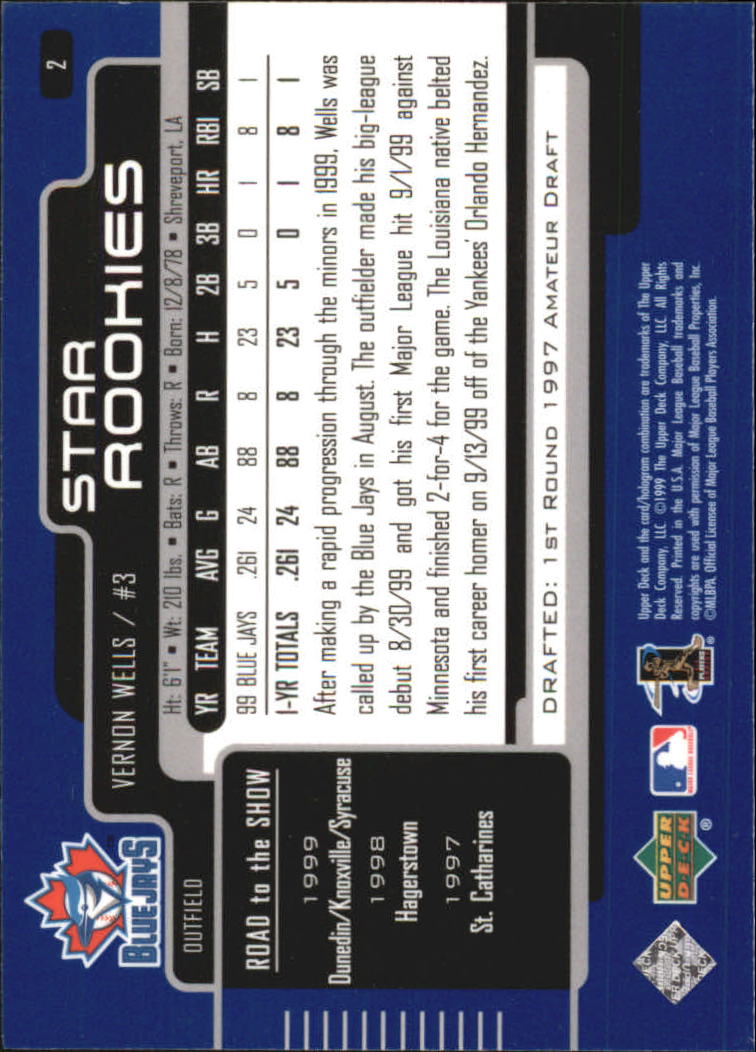 2
STAR
ROOKIES
VERNON WELLS / #3
BLUE JAYS
OUTFIELD
Ht: 6'1" ▪ Wt: 210 lbs. ▪ Bats: R ▪ Throws: R ▪ Born: 12/8/78 ▪ Shreveport, LA
YR TEAM AVG G AB R H 2B 3B HR RBI SB
99 BLUE JAYS .261 24 88 8 23 5 0 1 8 1
1-YR TOTALS .261 24 88 8 23 5 0 1 8 1
After making a rapid progression through the minors in 1999, Wells was
called up by the Blue Jays in August. The outfielder made his big-league
debut 8/30/99 and got his first Major League hit 9/1/99 against
Minnesota and finished 2-for-4 for the game. The Louisiana native belted
his first career homer on 9/13/99 off of the Yankees' Orlando Hernandez.
DRAFTED: 1ST ROUND 1997 AMATEUR DRAFT
ROAD to the SHOW
1999
Dunedin/Knoxville/Syracuse
1998
Hagerstown
1997
St. Catharines
UPPER
DECK
®
PLAYERS
®
Upper Deck and the card/hologram combination are trademarks of The Upper
Deck Company, LLC. ©1999 The Upper Deck Company, LLC. All Rights
Reserved. Printed in the U.S.A. Major League Baseball trademarks and
copyrights are used with permission of Major League Baseball Properties, Inc.
©MLBPA. Official Licensee of Major League Baseball Players Association.